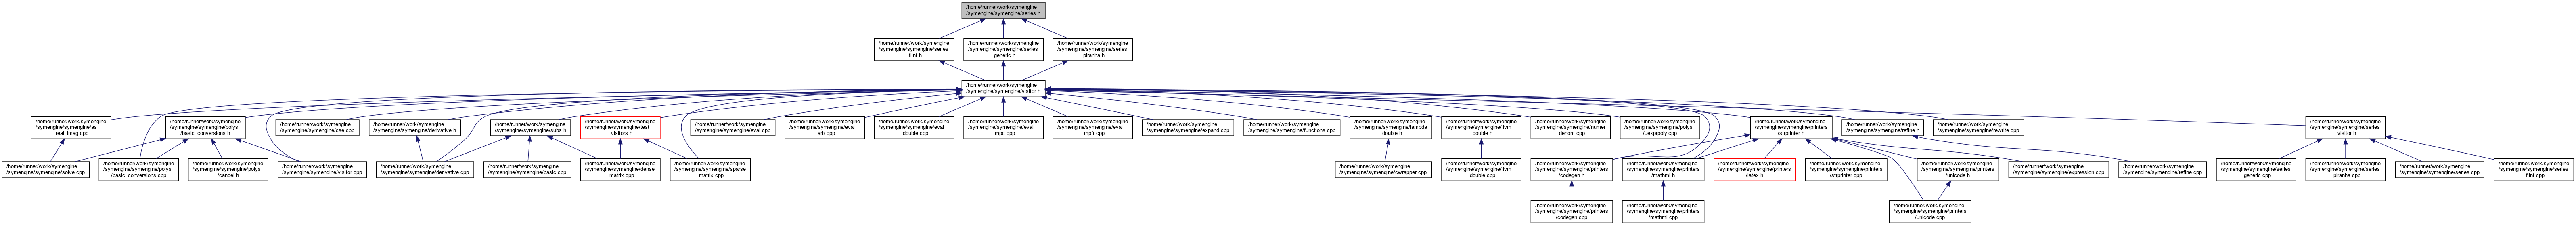 /home/runner/work/symengine
/symengine/symengine/series.h
/home/runner/work/symengine
/symengine/symengine/series
_flint.h
/home/runner/work/symengine
/symengine/symengine/series
_generic.h
/home/runner/work/symengine
/symengine/symengine/series
_piranha.h
/home/runner/work/symengine
/symengine/symengine/visitor.h
/home/runner/work/symengine
/symengine/symengine/as
_real_imag.cpp
/home/runner/work/symengine
/symengine/symengine/polys
/basic_conversions.h
/home/runner/work/symengine
/symengine/symengine/cse.cpp
/home/runner/work/symengine
/symengine/symengine/derivative.h
/home/runner/work/symengine
/symengine/symengine/subs.h
/home/runner/work/symengine
/symengine/symengine/test
_visitors.h
/home/runner/work/symengine
/symengine/symengine/eval.cpp
/home/runner/work/symengine
/symengine/symengine/eval
_arb.cpp
/home/runner/work/symengine
/symengine/symengine/eval
_double.cpp
/home/runner/work/symengine
/symengine/symengine/eval
_mpc.cpp
/home/runner/work/symengine
/symengine/symengine/eval
_mpfr.cpp
/home/runner/work/symengine
/symengine/symengine/expand.cpp
/home/runner/work/symengine
/symengine/symengine/functions.cpp
/home/runner/work/symengine
/symengine/symengine/lambda
_double.h
/home/runner/work/symengine
/symengine/symengine/llvm
_double.h
/home/runner/work/symengine
/symengine/symengine/numer
_denom.cpp
/home/runner/work/symengine
/symengine/symengine/polys
/uexprpoly.cpp
/home/runner/work/symengine
/symengine/symengine/printers
/strprinter.h
/home/runner/work/symengine
/symengine/symengine/refine.h
/home/runner/work/symengine
/symengine/symengine/rewrite.cpp
/home/runner/work/symengine
/symengine/symengine/series
_visitor.h
/home/runner/work/symengine
/symengine/symengine/solve.cpp
/home/runner/work/symengine
/symengine/symengine/polys
/basic_conversions.cpp
/home/runner/work/symengine
/symengine/symengine/polys
/cancel.h
/home/runner/work/symengine
/symengine/symengine/visitor.cpp
/home/runner/work/symengine
/symengine/symengine/derivative.cpp
/home/runner/work/symengine
/symengine/symengine/basic.cpp
/home/runner/work/symengine
/symengine/symengine/dense
_matrix.cpp
/home/runner/work/symengine
/symengine/symengine/sparse
_matrix.cpp
/home/runner/work/symengine
/symengine/symengine/cwrapper.cpp
/home/runner/work/symengine
/symengine/symengine/llvm
_double.cpp
/home/runner/work/symengine
/symengine/symengine/printers
/codegen.h
/home/runner/work/symengine
/symengine/symengine/printers
/mathml.h
/home/runner/work/symengine
/symengine/symengine/printers
/latex.h
/home/runner/work/symengine
/symengine/symengine/printers
/strprinter.cpp
/home/runner/work/symengine
/symengine/symengine/printers
/unicode.h
/home/runner/work/symengine
/symengine/symengine/expression.cpp
/home/runner/work/symengine
/symengine/symengine/refine.cpp
/home/runner/work/symengine
/symengine/symengine/series
_generic.cpp
/home/runner/work/symengine
/symengine/symengine/series
_piranha.cpp
/home/runner/work/symengine
/symengine/symengine/series.cpp
/home/runner/work/symengine
/symengine/symengine/series
_flint.cpp
/home/runner/work/symengine
/symengine/symengine/printers
/codegen.cpp
/home/runner/work/symengine
/symengine/symengine/printers
/mathml.cpp
/home/runner/work/symengine
/symengine/symengine/printers
/unicode.cpp